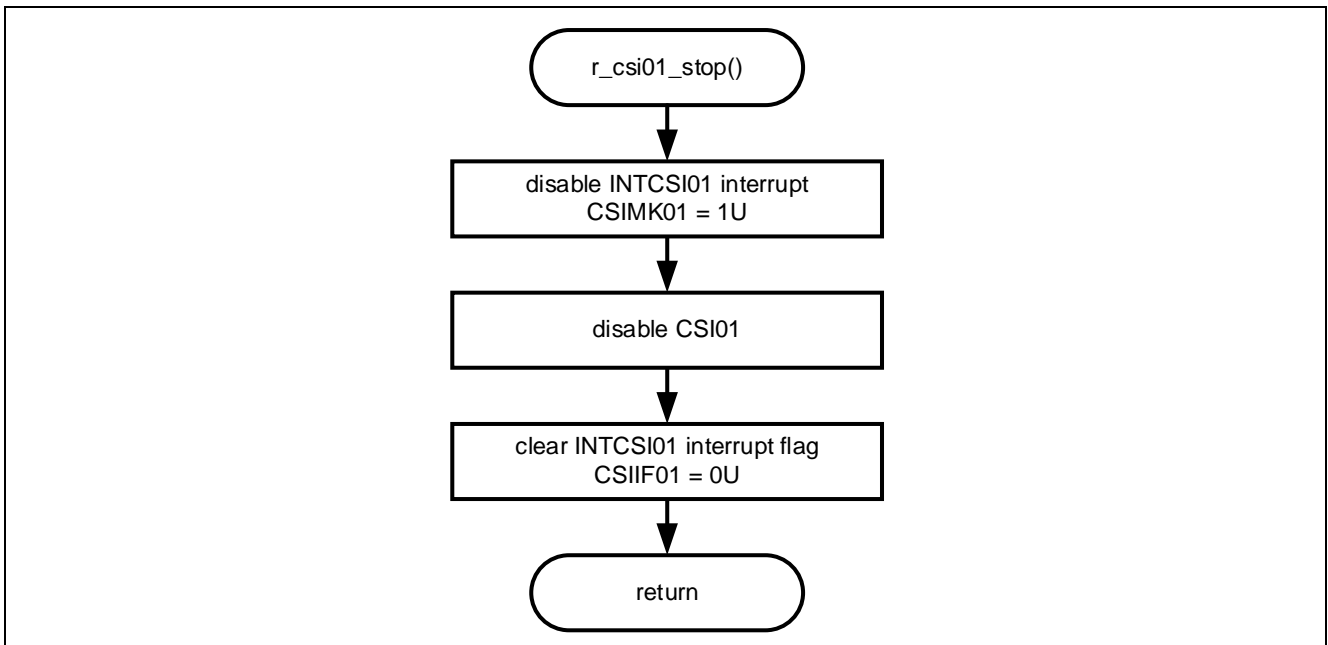 r_csi01_stop()
disable INTCSI01 interrupt
CSIMK01 = 1U
disable CSI01
clear INTCSI01 interrupt flag
CSIIF01 = 0U
return